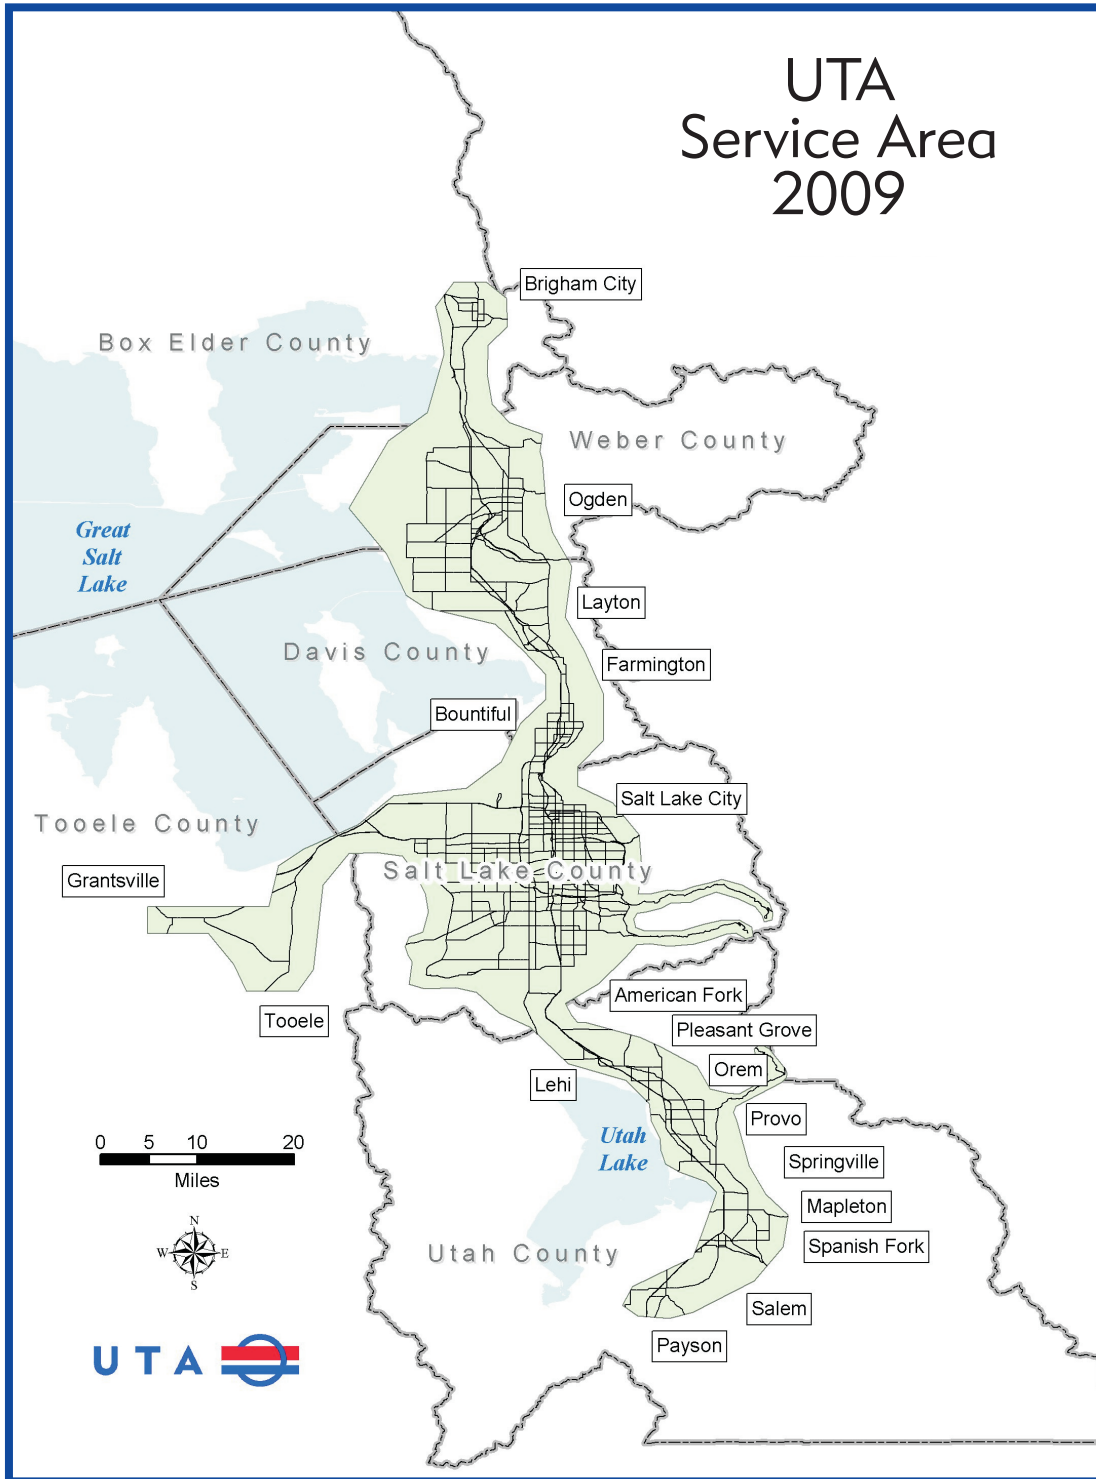 UTA
Service Area
2009
Brigham City
Box Elder County
Weber County
Ogden
Great
Salt
Lake
Layton
Davis County
Farmington
Bountiful
Salt Lake City
Tooele County
Salt Lake County
Grantsville
American Fork
Tooele
Pleasant Grove
Orem
Lehi
Provo
Utah
Lake
0 5 10 20
Miles
Springville
Mapleton
N
W E
S
Utah County
Spanish Fork
Salem
Payson
UTA